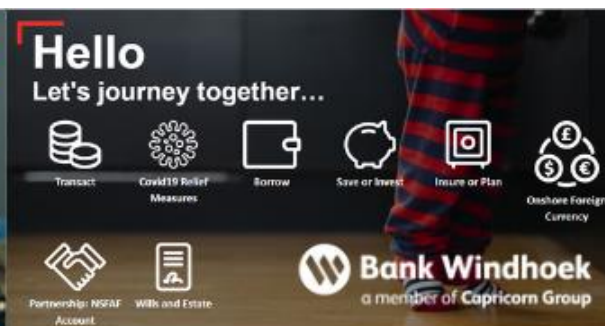 Hello
Let's journey together...
Transact
Covid19 Relief
Measures
Borrow
Save or Invest
Insure or Plan
Onshore Foreign
Currency
Partnership: NSFAF
Account
Wills and Estate
Bank Windhoek
a member of Capricorn Group